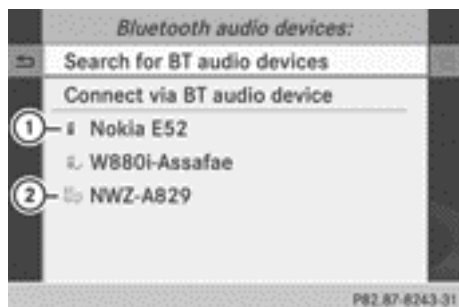 Bluetooth audio devices:
Search for BT audio devices
Connect via BT audio device
1 Nokia E52
W880i-Assafae
2 NWZ-A829
P82.87-8243-31